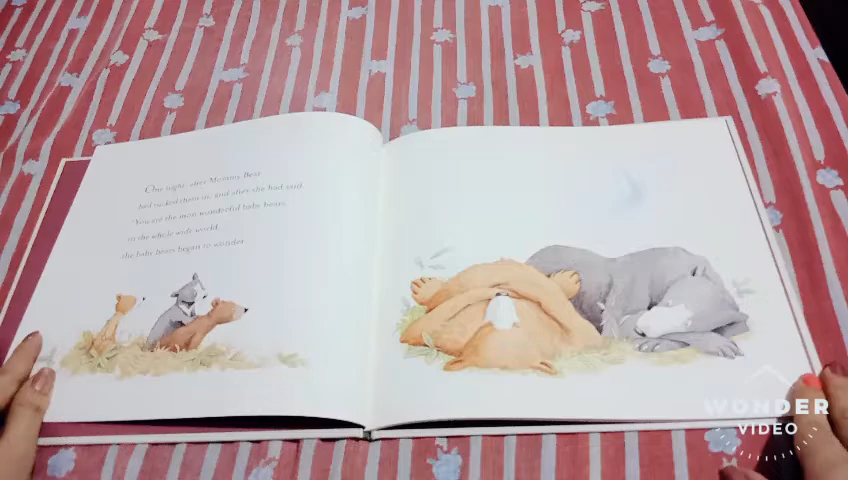 One night, after Mummy Bear
had tucked them in, and after she had said,
"You are the most wonderful baby bears
in the whole wide world,"
the baby bears began to wonder.
WONDER
VIDEO